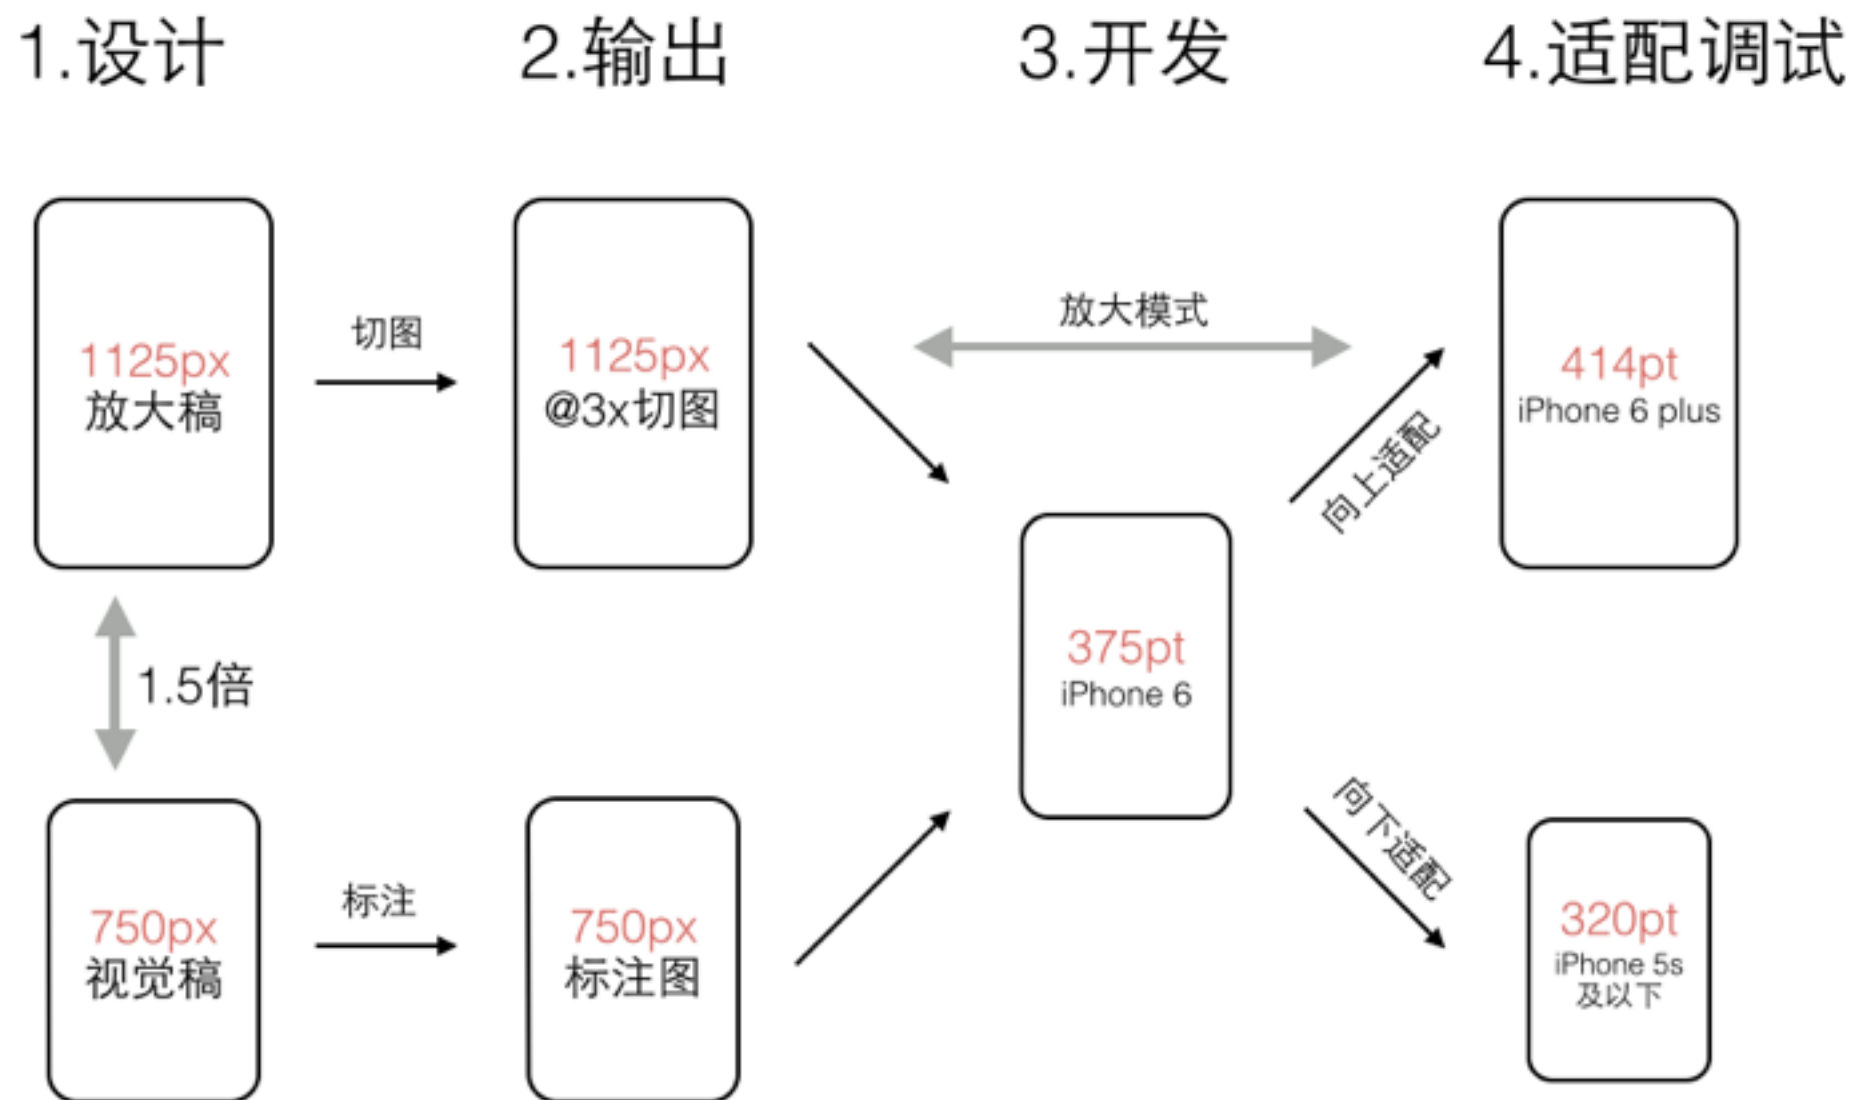 1.设计
2.输出
3.开发
4.适配调试
1125px
放大稿
切图
1125px
@3x切图
放大模式
向上适配
414pt
iPhone 6 plus
1.5倍
375pt
iPhone 6
750px
视觉稿
标注
750px
标注图
向下适配
320pt
iPhone 5s
及以下